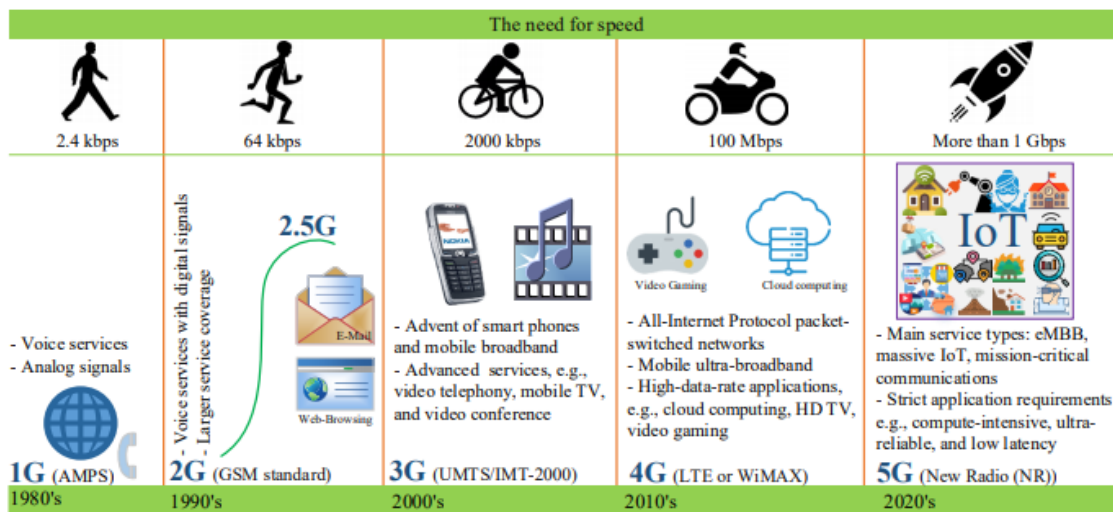 The need for speed
2.4 kbps
64 kbps
2000 kbps
100 Mbps
More than 1 Gbps
- Voice services
- Analog signals
1G (AMPS)
1980's
- Voice services with digital signals
- Larger service coverage
2.5G
E-Mail
Web-Browsing
2G (GSM standard)
1990's
NOKIA
- Advent of smart phones
and mobile broadband
- Advanced services, e.g.,
video telephony, mobile TV,
and video conference
3G (UMTS/IMT-2000)
2000's
Video Gaming
Cloud computing
- All-Internet Protocol packet-
switched networks
- Mobile ultra-broadband
- High-data-rate applications,
e.g., cloud computing, HD TV,
video gaming
4G (LTE or WiMAX)
2010's
IoT
- Main service types: eMBB,
massive IoT, mission-critical
communications
- Strict application requirements
e.g., compute-intensive, ultra-
reliable, and low latency
5G (New Radio (NR))
2020's